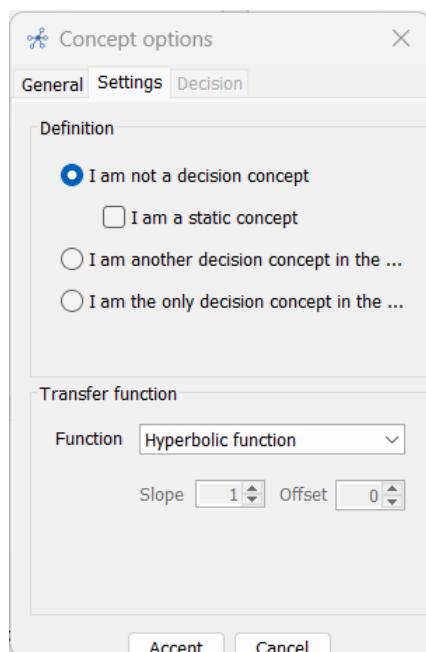 Concept options
General Settings Decision
Definition
I am not a decision concept
I am a static concept
I am another decision concept in the ...
I am the only decision concept in the ...
Transfer function
Function Hyperbolic function
Slope 1 Offset 0
Accept Cancel